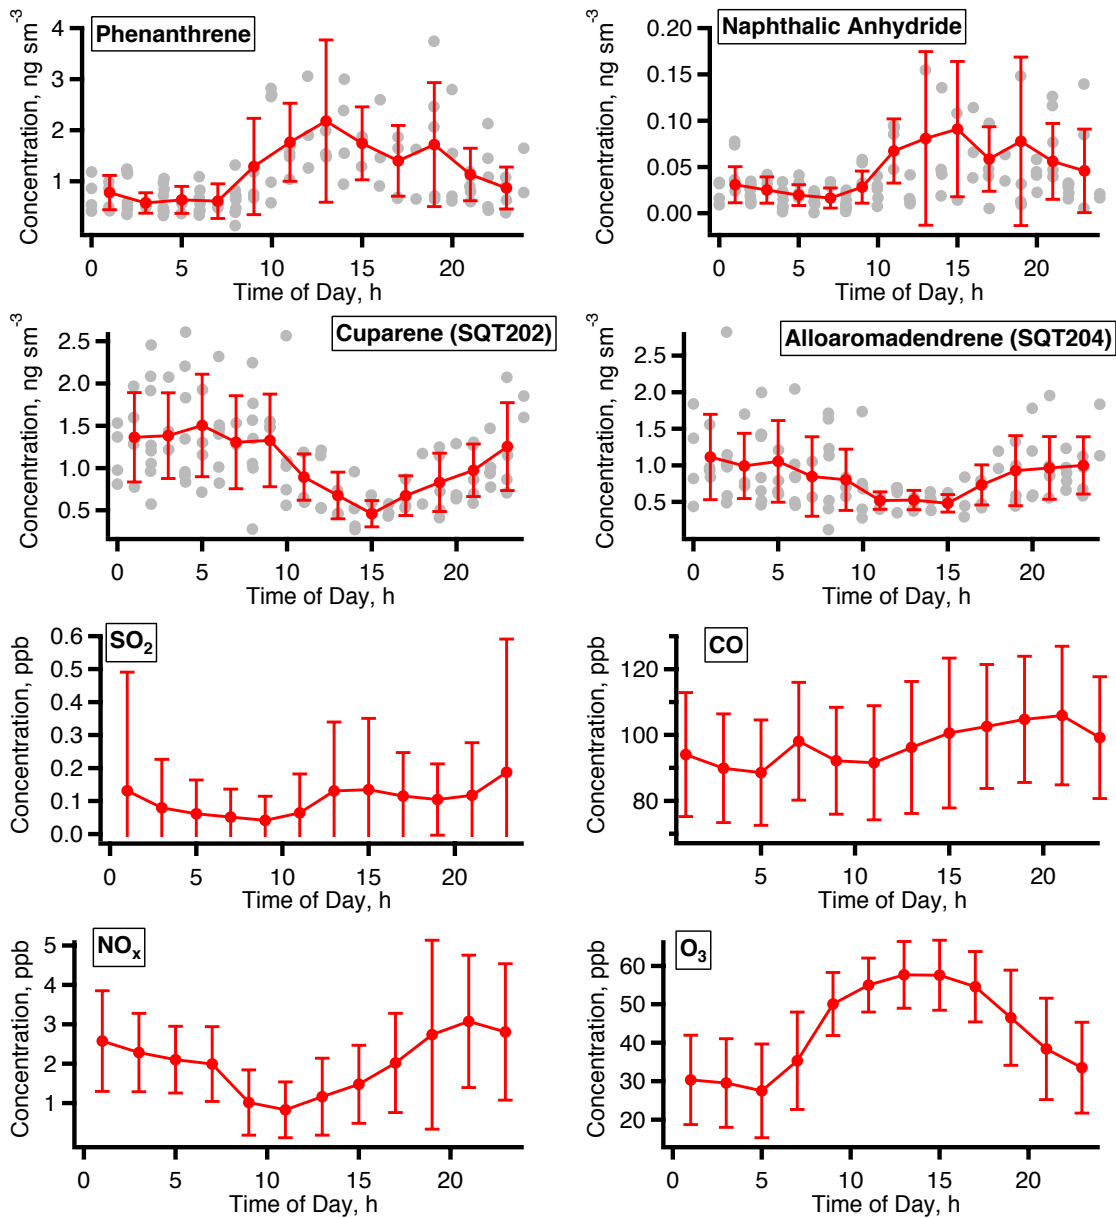 Phenanthrene
Concentration, ng sm⁻³
4
3
2
1
0 5 10 15 20
Time of Day, h
Naphthalic Anhydride
Concentration, ng sm⁻³
0.20
0.15
0.10
0.05
0.00
0 5 10 15 20
Time of Day, h
Cuparene (SQT202)
Concentration, ng sm⁻³
2.5
2.0
1.5
1.0
0.5
0 5 10 15 20
Time of Day, h
Alloaromadendrene (SQT204)
Concentration, ng sm⁻³
2.5
2.0
1.5
1.0
0.5
0 5 10 15 20
Time of Day, h
SO₂
Concentration, ppb
0.6
0.5
0.4
0.3
0.2
0.1
0.0
0 5 10 15 20
Time of Day, h
CO
Concentration, ppb
120
100
80
5 10 15 20
Time of Day, h
NOₓ
Concentration, ppb
5
4
3
2
1
0 5 10 15 20
Time of Day, h
O₃
Concentration, ppb
60
50
40
30
20
0 5 10 15 20
Time of Day, h